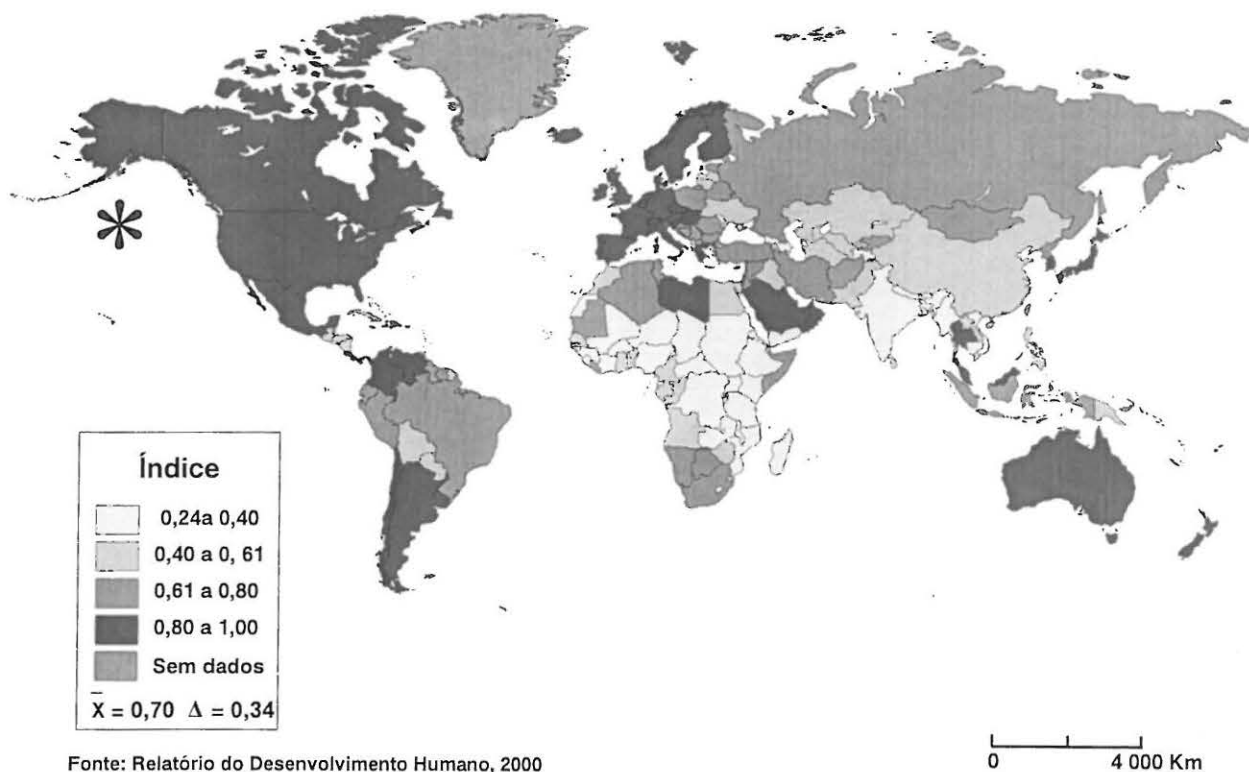 Índice
0,24a 0,40
0,40 a 0, 61
0,61 a 0,80
0,80 a 1,00
Sem dados
X̄ = 0,70 Δ = 0,34
Fonte: Relatório do Desenvolvimento Humano, 2000
0 4 000 Km